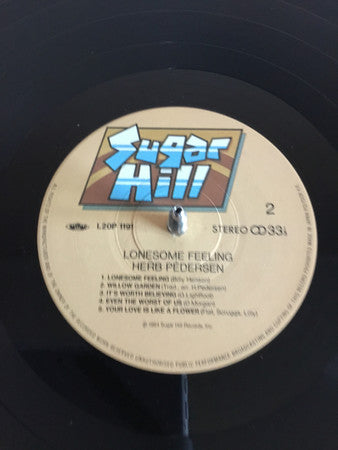 Sugar
Hill
2
L20P 1191
STEREO 33⅓
LONESOME FEELING
HERB PEDERSEN
1. LONESOME FEELING (Billy Henson)
2. WILLOW GARDEN (Trad., arr. H.Pedersen)
3. IT'S WORTH BELIEVING (G.Lightfoot)
4. EVEN THE WORST OF US (D.Morgan)
5. YOUR LOVE IS LIKE A FLOWER (Flatt, Scruggs, Lilly)
℗ 1984 Sugar Hill Records, Inc.